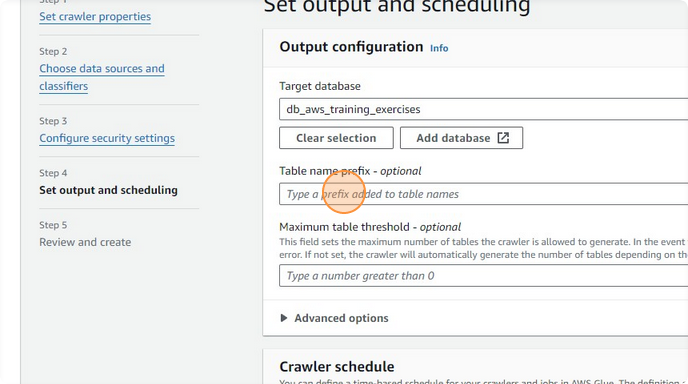 Set output and scheduling
Step 1
Set crawler properties
Step 2
Choose data sources and
classifiers
Step 3
Configure security settings
Step 4
Set output and scheduling
Step 5
Review and create
Output configuration Info
Target database
db_aws_training_exercises
Clear selection
Add database
Table name prefix - optional
Type a prefix added to table names
Maximum table threshold - optional
This field sets the maximum number of tables the crawler is allowed to generate. In the event
error. If not set, the crawler will automatically generate the number of tables depending on the
Type a number greater than 0
Advanced options
Crawler schedule
You can define a time-based schedule for your crawlers and jobs in AWS Glue. The definition